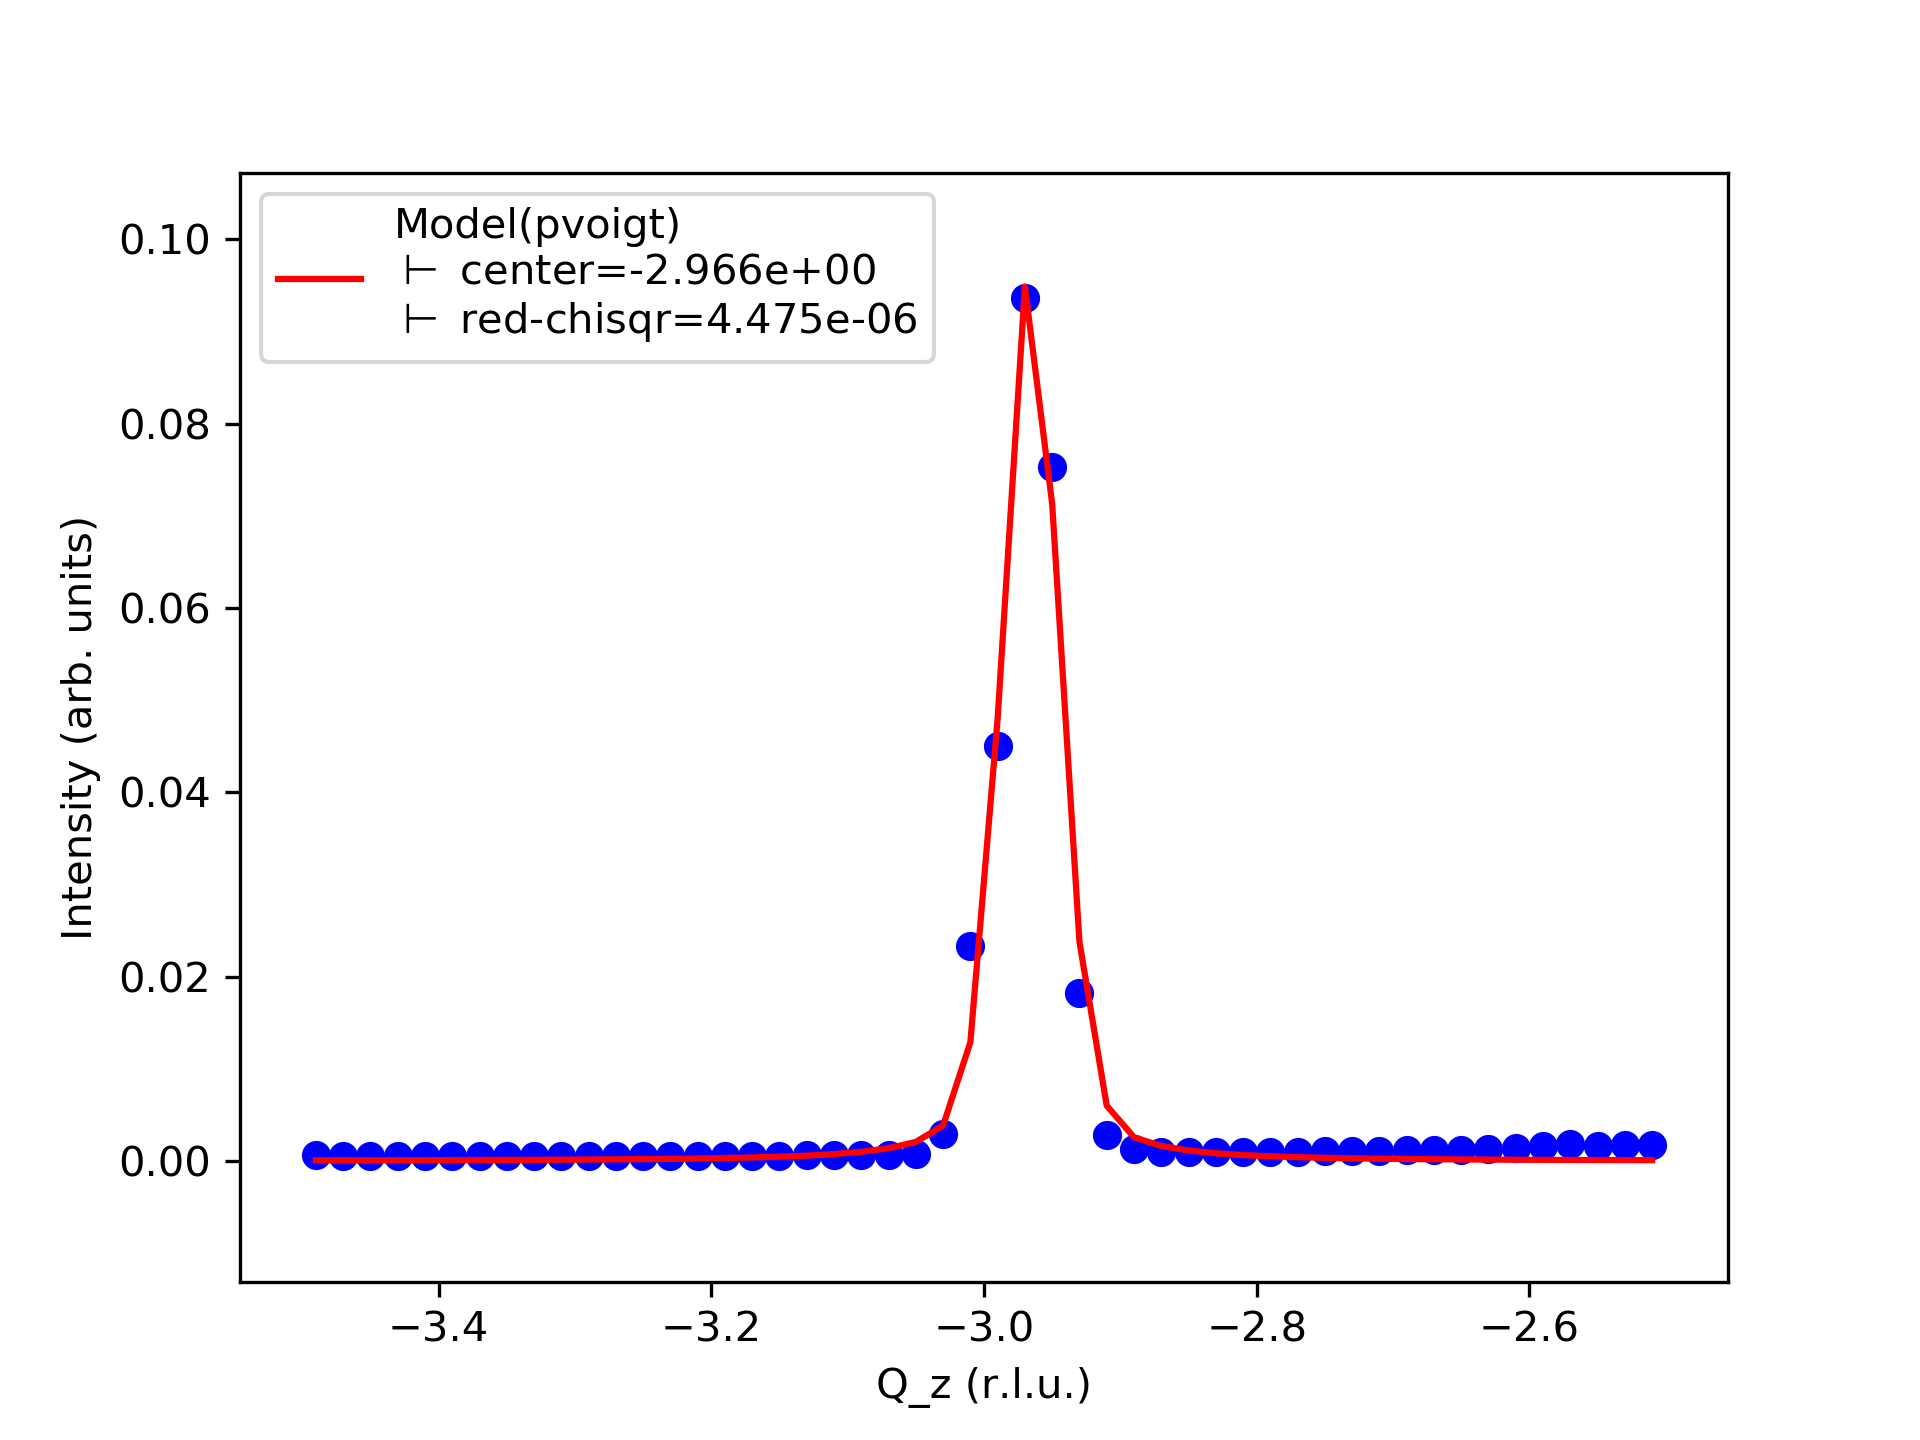 Model(pvoigt)
⊢ center=-2.966e+00
⊢ red-chisqr=4.475e-06
0.10
0.08
0.06
0.04
0.02
0.00
Intensity (arb. units)
−3.4 −3.2 −3.0 −2.8 −2.6
Q_z (r.l.u.)